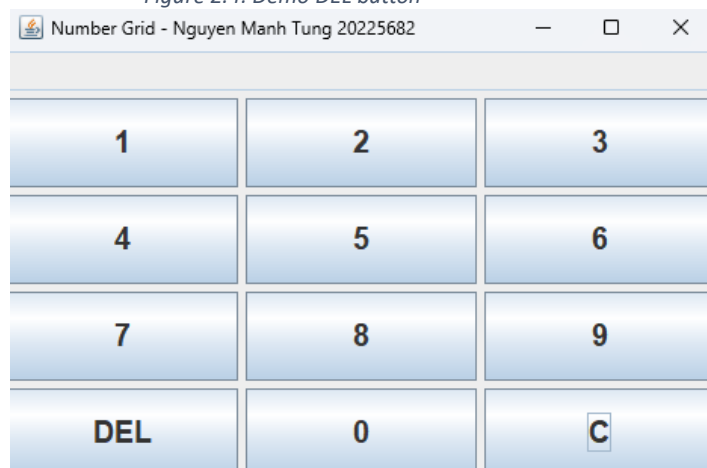 Figure 2.4: Demo DEL button
Number Grid - Nguyen Manh Tung 20225682
1 2 3
4 5 6
7 8 9
DEL 0 C